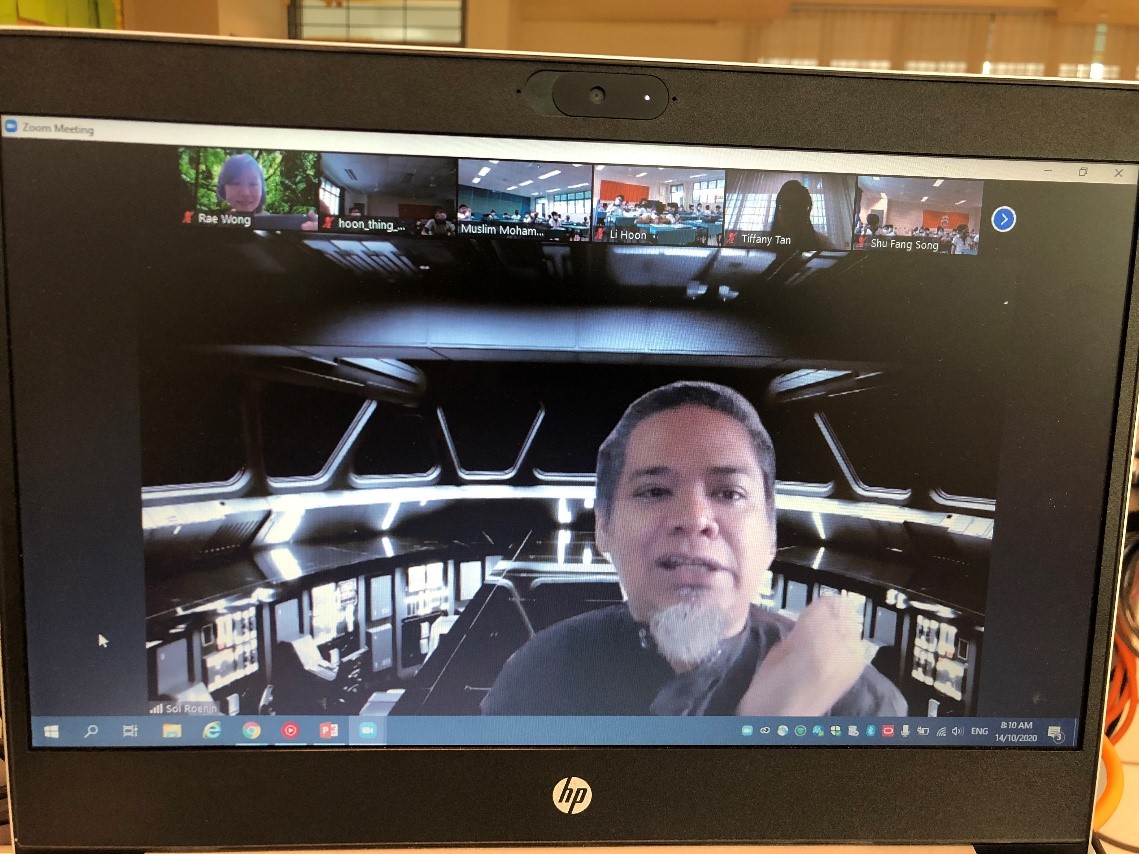 Zoom Meeting
Rae Wong
hoon_thing_...
Muslim Moham...
Li Hoon
Tiffany Tan
Shu Fang Song
Sol Roenin
ENG
8:10 AM
14/10/2020
3
hp